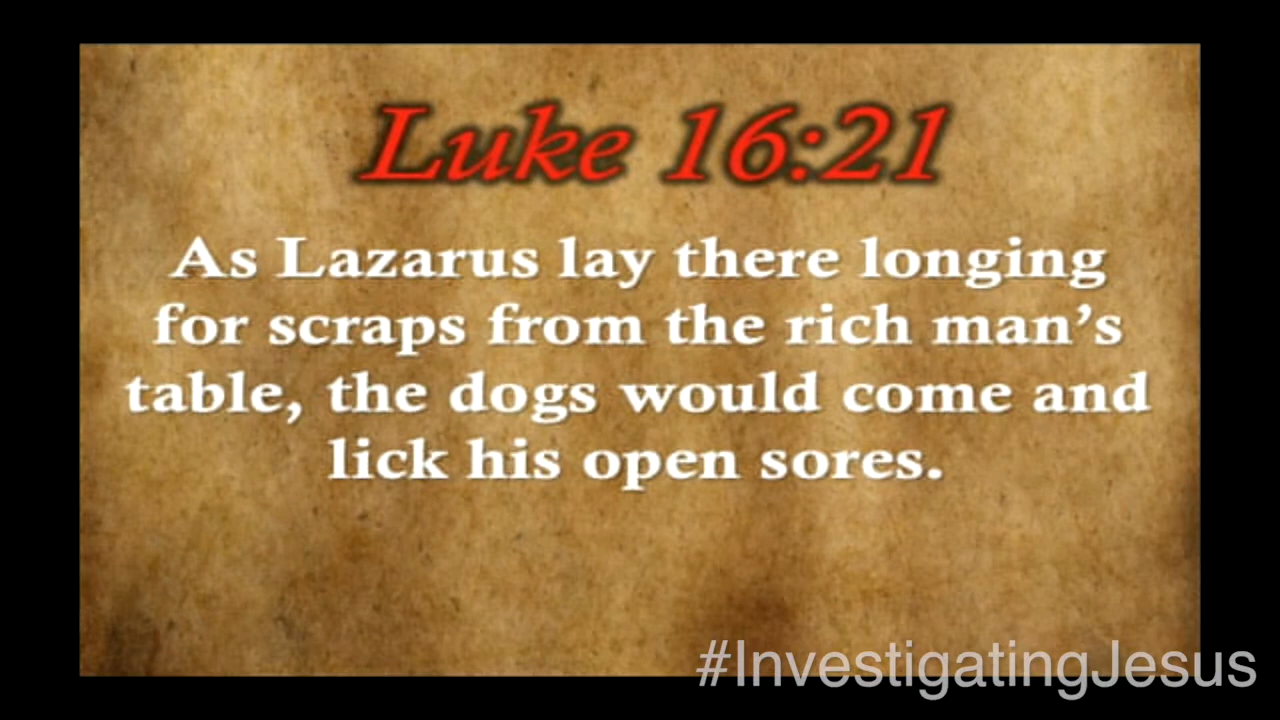 Luke 16:21
As Lazarus lay there longing
for scraps from the rich man’s
table, the dogs would come and
lick his open sores.
#InvestigatingJesus